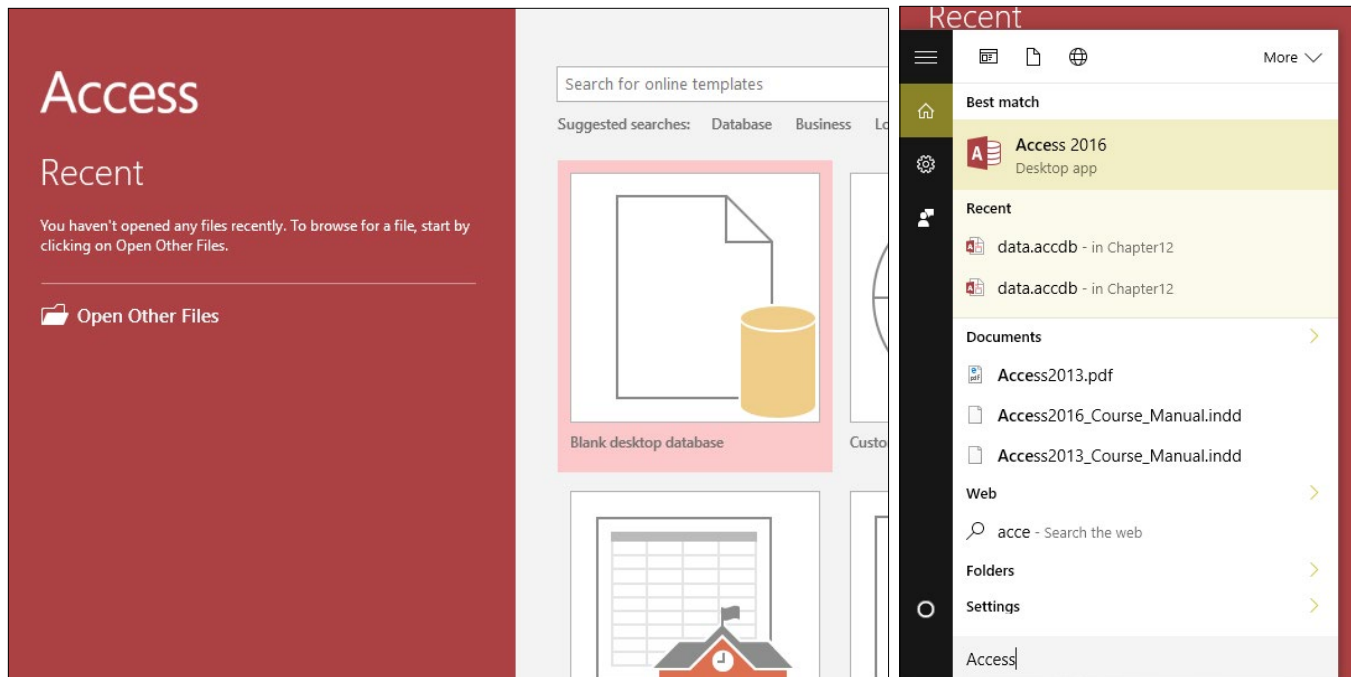 Access
Recent
You haven't opened any files recently. To browse for a file, start by
clicking on Open Other Files.
Open Other Files
Search for online templates
Suggested searches: Database Business Lo
Blank desktop database
Custo
Recent
More
Best match
A
Access 2016
Desktop app
Recent
data.accdb - in Chapter12
data.accdb - in Chapter12
Documents
Access2013.pdf
Access2016_Course_Manual.indd
Access2013_Course_Manual.indd
Web
acce - Search the web
Folders
Settings
Access